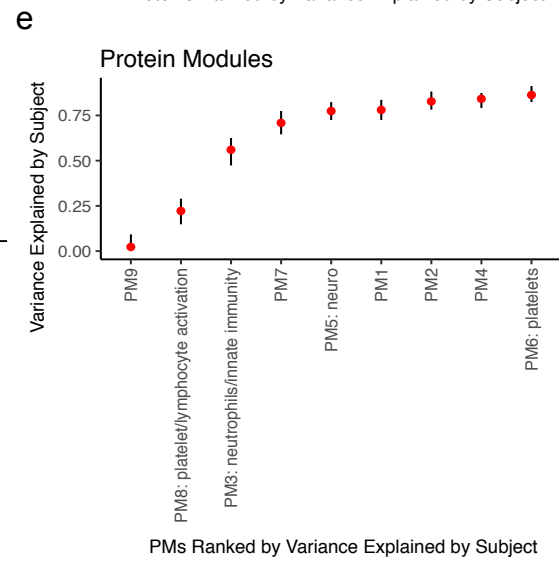 e
Protein Modules
Variance Explained by Subject
0.75
0.50
0.25
0.00
PM9
PM8: platelet/lymphocyte activation
PM3: neutrophils/innate immunity
PM7
PM5: neuro
PM1
PM2
PM4
PM6: platelets
PMs Ranked by Variance Explained by Subject